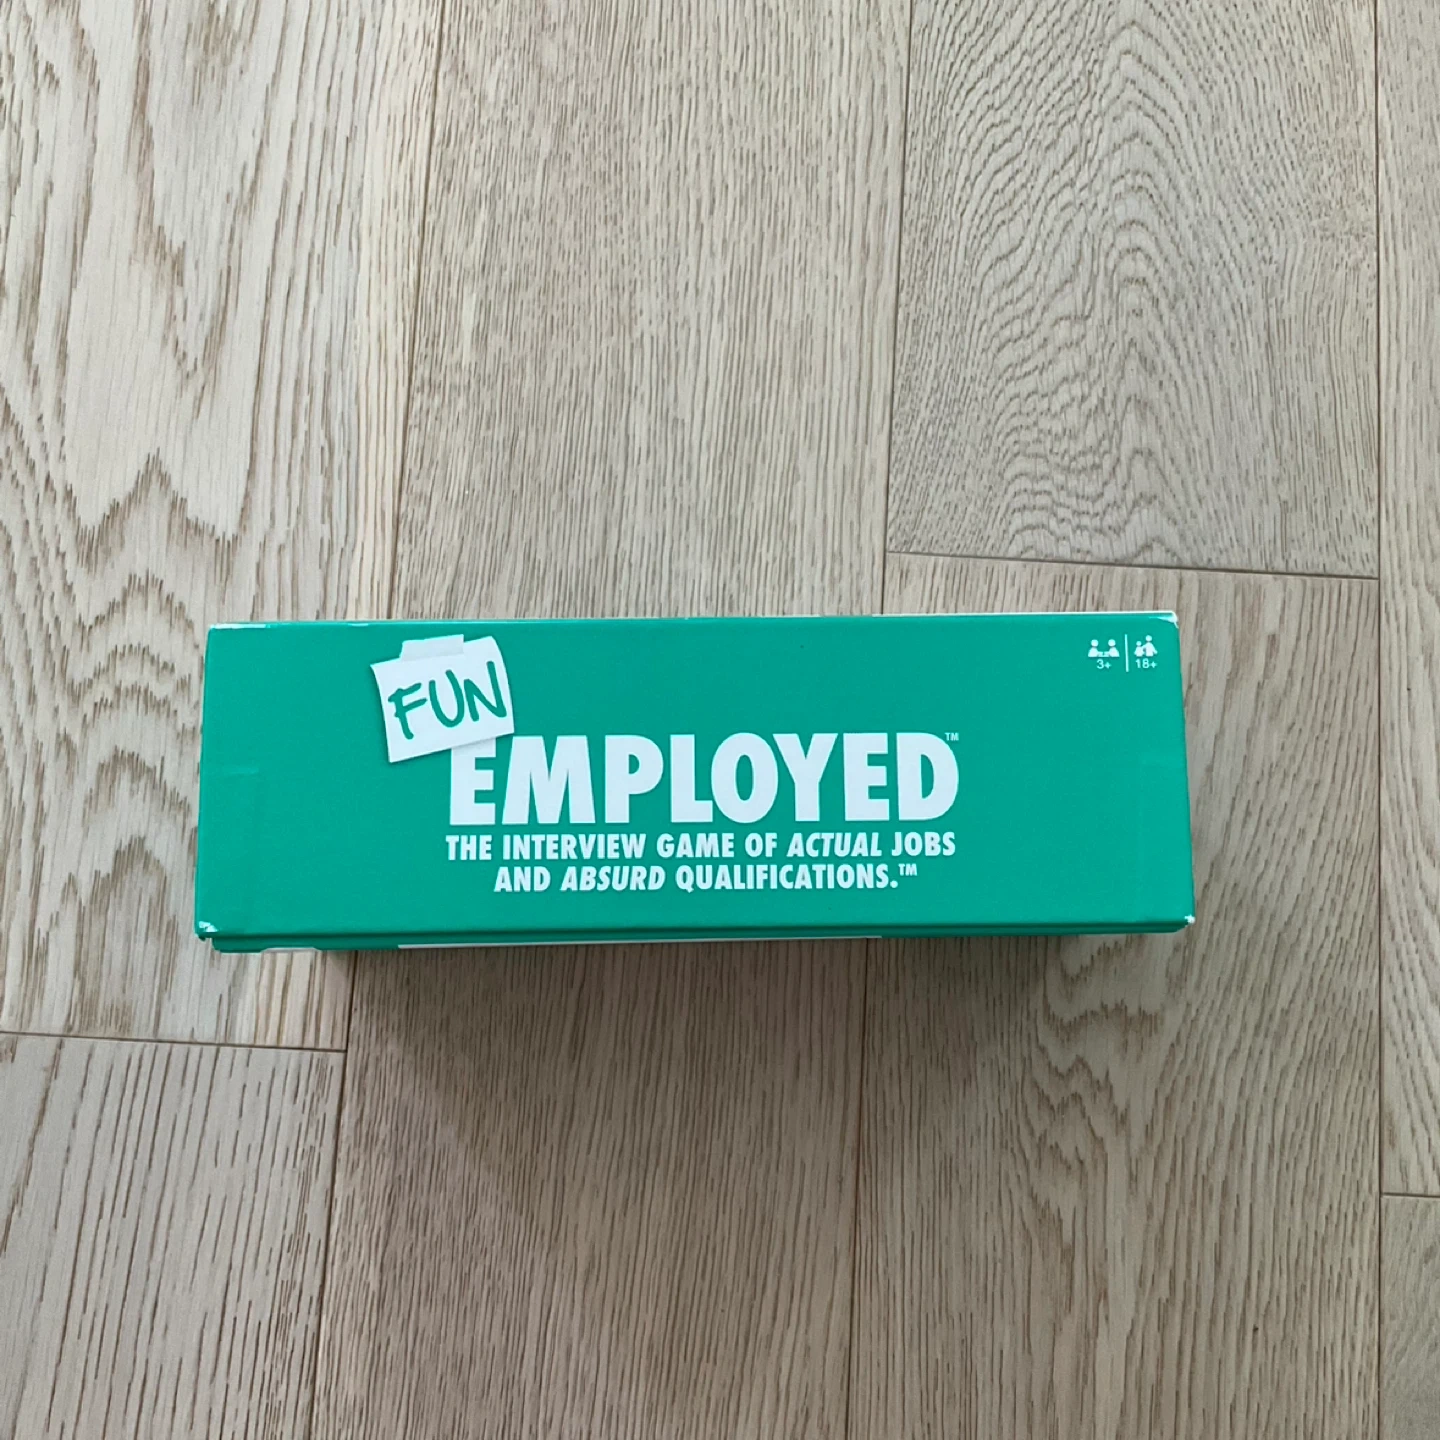 FUN
EMPLOYED™
THE INTERVIEW GAME OF ACTUAL JOBS
AND ABSURD QUALIFICATIONS.™
3+
18+